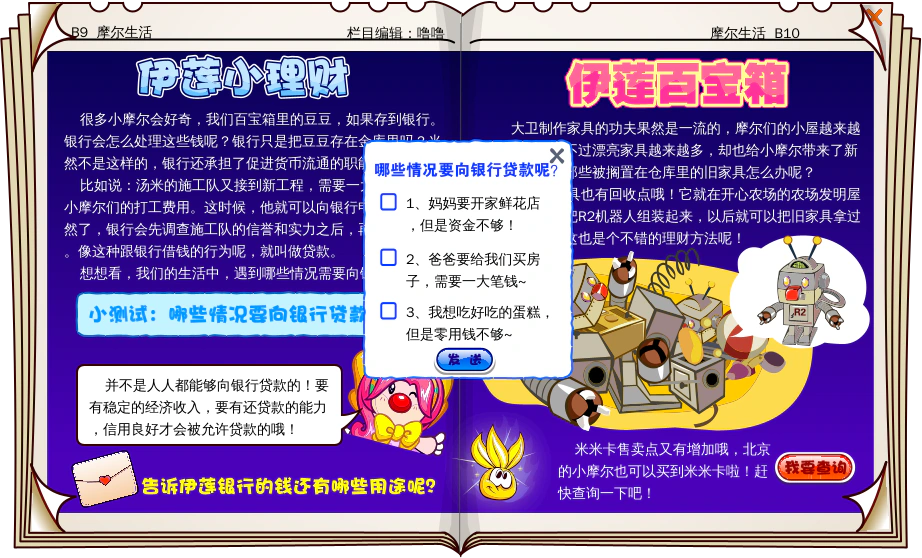 B9 摩尔生活
栏目编辑：噜噜
伊莲小理财
很多小摩尔会好奇，我们百宝箱里的豆豆，如果存到银行。
银行会怎么处理这些钱呢？银行只是把豆豆存在金库里吗？当
然不是这样的，银行还承担了促进货币流通的职能
比如说：汤米的施工队又接到新工程，需要一
小摩尔们的打工费用。这时候，他就可以向银行
然了，银行会先调查施工队的信誉和实力之后，再
。像这种跟银行借钱的行为呢，就叫做贷款。
想想看，我们的生活中，遇到哪些情况需要向
小测试：哪些情况要向银行贷款
并不是人人都能够向银行贷款的！要
有稳定的经济收入，要有还贷款的能力
，信用良好才会被允许贷款的哦！
告诉伊莲银行的钱还有哪些用途呢？
哪些情况要向银行贷款呢？
1、妈妈要开家鲜花店
，但是资金不够！
2、爸爸要给我们买房
子，需要一大笔钱~
3、我想吃好吃的蛋糕，
但是零用钱不够~
发 送
摩尔生活 B10
伊莲百宝箱
大卫制作家具的功夫果然是一流的，摩尔们的小屋越来越
不过漂亮家具越来越多，却也给小摩尔带来了新
那些被搁置在仓库里的旧家具怎么办呢？
具也有回收点哦！它就在开心农场的农场发明屋
把R2机器人组装起来，以后就可以把旧家具拿过
这也是个不错的理财方法呢！
R2
米米卡售卖点又有增加哦，北京
的小摩尔也可以买到米米卡啦！赶
快查询一下吧！
我要查询